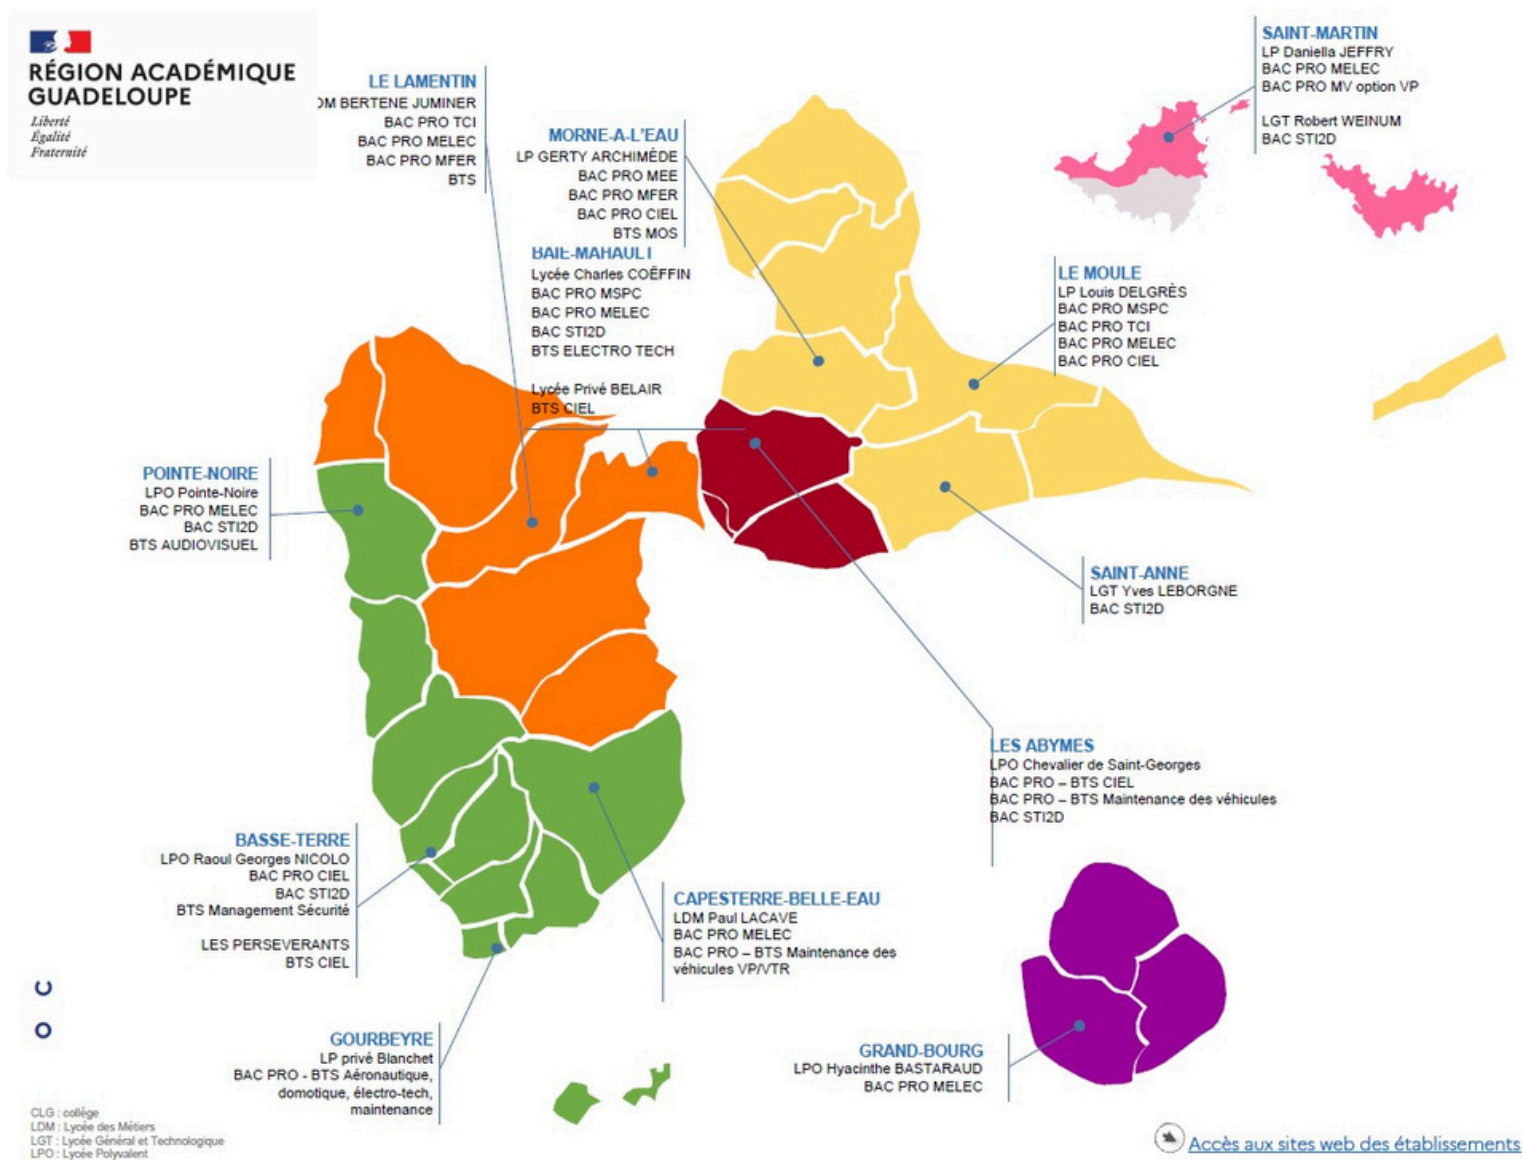 RÉGION ACADÉMIQUE
GUADELOUPE
Liberté
Égalité
Fraternité
LE LAMENTIN
DM BERTENE JUMINER
BAC PRO TCI
BAC PRO MELEC
BAC PRO MFER
BTS
MORNE-A-L'EAU
LP GERTY ARCHIMÈDE
BAC PRO MEE
BAC PRO MFER
BAC PRO CIEL
BTS MOS
BAIE-MAHAULT
Lycée Charles COËFFIN
BAC PRO MSPC
BAC PRO MELEC
BAC STI2D
BTS ELECTRO TECH
Lycée Privé BELAIR
BTS CIEL
SAINT-MARTIN
LP Daniella JEFFRY
BAC PRO MELEC
BAC PRO MV option VP
LGT Robert WEINUM
BAC STI2D
LE MOULE
LP Louis DELGRÈS
BAC PRO MSPC
BAC PRO TCI
BAC PRO MELEC
BAC PRO CIEL
POINTE-NOIRE
LPO Pointe-Noire
BAC PRO MELEC
BAC STI2D
BTS AUDIOVISUEL
SAINT-ANNE
LGT Yves LEBORGNE
BAC STI2D
LES ABYMES
LPO Chevalier de Saint-Georges
BAC PRO – BTS CIEL
BAC PRO – BTS Maintenance des véhicules
BAC STI2D
BASSE-TERRE
LPO Raoul Georges NICOLO
BAC PRO CIEL
BAC STI2D
BTS Management Sécurité
LES PERSEVERANTS
BTS CIEL
CAPESTERRE-BELLE-EAU
LDM Paul LACAVE
BAC PRO MELEC
BAC PRO – BTS Maintenance des
véhicules VP/VTR
GOURBEYRE
LP privé Blanchet
BAC PRO - BTS Aéronautique,
domotique, électro-tech,
maintenance
GRAND-BOURG
LPO Hyacinthe BASTARAUD
BAC PRO MELEC
C
O
CLG : collège
LDM : Lycée des Métiers
LGT : Lycée Général et Technologique
LPO : Lycée Polyvalent
Accès aux sites web des établissements